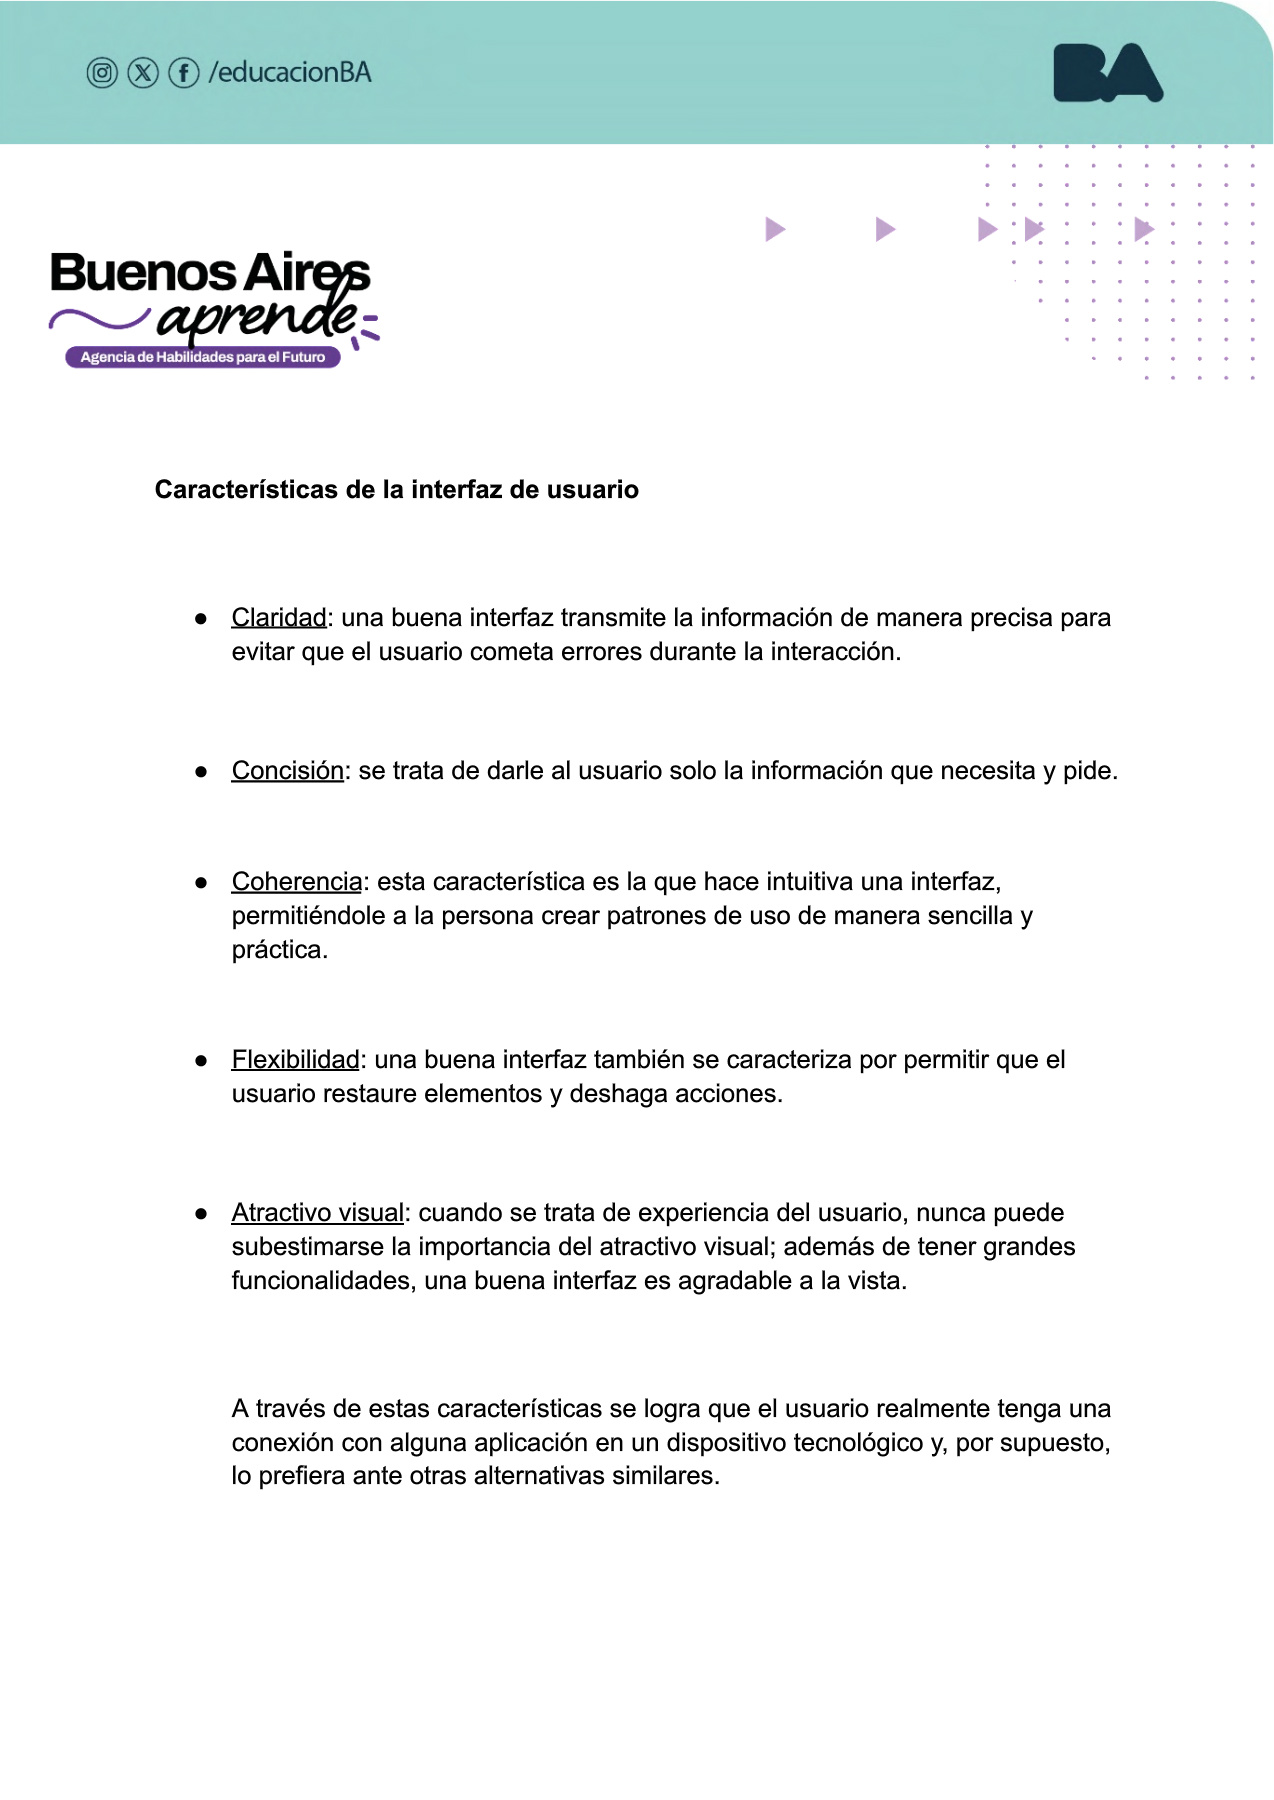 /educacionBA
BA
Buenos Aires
aprende
Agencia de Habilidades para el Futuro
Características de la interfaz de usuario
● Claridad: una buena interfaz transmite la información de manera precisa para
evitar que el usuario cometa errores durante la interacción.
● Concisión: se trata de darle al usuario solo la información que necesita y pide.
● Coherencia: esta característica es la que hace intuitiva una interfaz,
permitiéndole a la persona crear patrones de uso de manera sencilla y
práctica.
● Flexibilidad: una buena interfaz también se caracteriza por permitir que el
usuario restaure elementos y deshaga acciones.
● Atractivo visual: cuando se trata de experiencia del usuario, nunca puede
subestimarse la importancia del atractivo visual; además de tener grandes
funcionalidades, una buena interfaz es agradable a la vista.
A través de estas características se logra que el usuario realmente tenga una
conexión con alguna aplicación en un dispositivo tecnológico y, por supuesto,
lo prefiera ante otras alternativas similares.